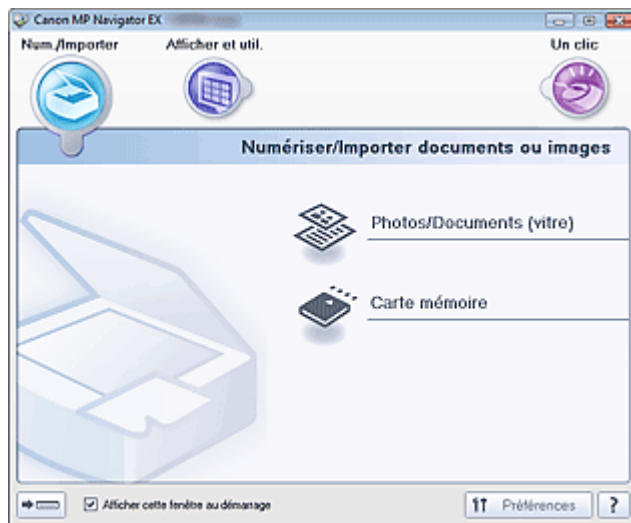 Canon MP Navigator EX
Num./Importer
Afficher et util.
Un clic
Numériser/Importer documents ou images
Photos/Documents (vitre)
Carte mémoire
Afficher cette fenêtre au démarrage
Préférences
?